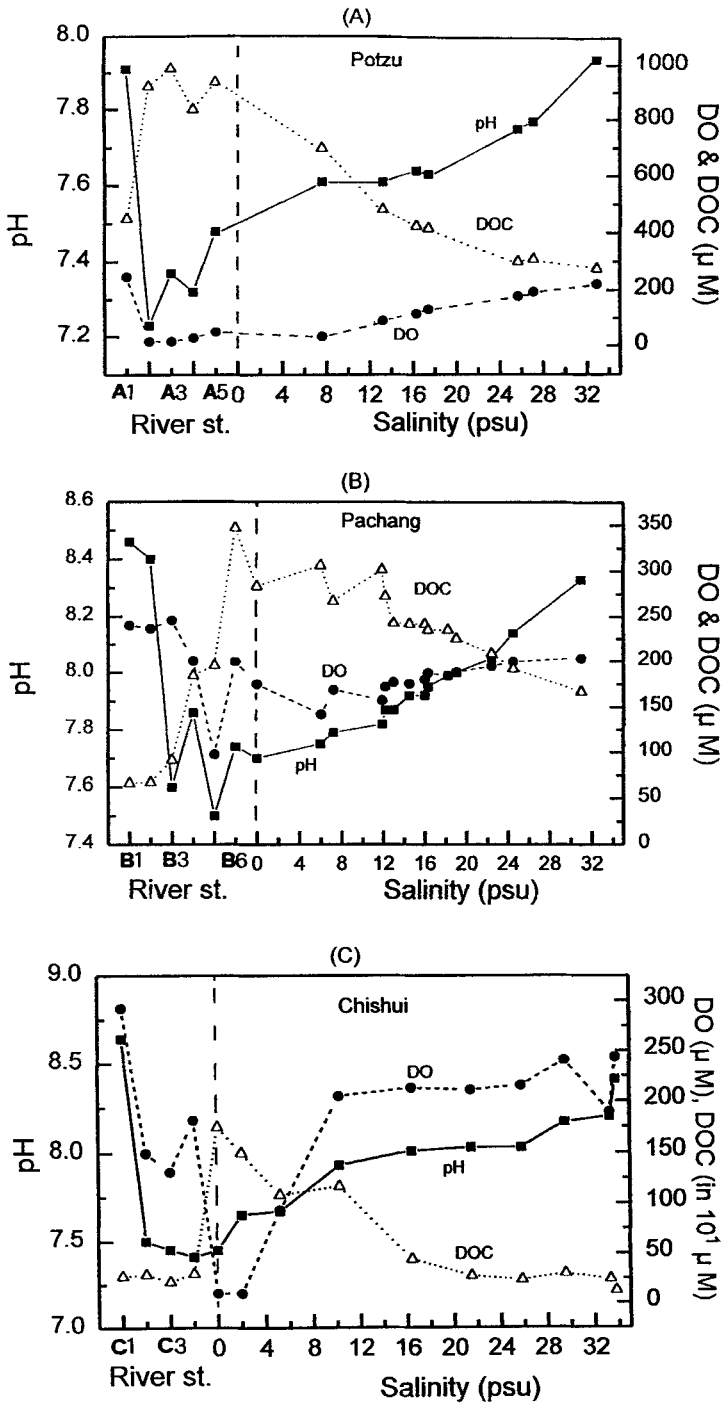 (A)
8.0
7.8
7.6
7.4
7.2
pH
Potzu
pH
DOC
DO
1000
800
600
400
200
0
DO & DOC (μ M)
A1 A3 A5 0 4 8 12 16 20 24 28 32
River st. Salinity (psu)
(B)
8.6
8.4
8.2
8.0
7.8
7.6
7.4
pH
Pachang
DOC
DO
pH
350
300
250
200
150
100
50
0
DO & DOC (μ M)
B1 B3 B6 0 4 8 12 16 20 24 28 32
River st. Salinity (psu)
(C)
9.0
8.5
8.0
7.5
7.0
pH
Chishui
DO
pH
DOC
300
250
200
150
100
50
0
DO (μ M), DOC (in 10¹ μ M)
C1 C3 0 4 8 12 16 20 24 28 32
River st. Salinity (psu)